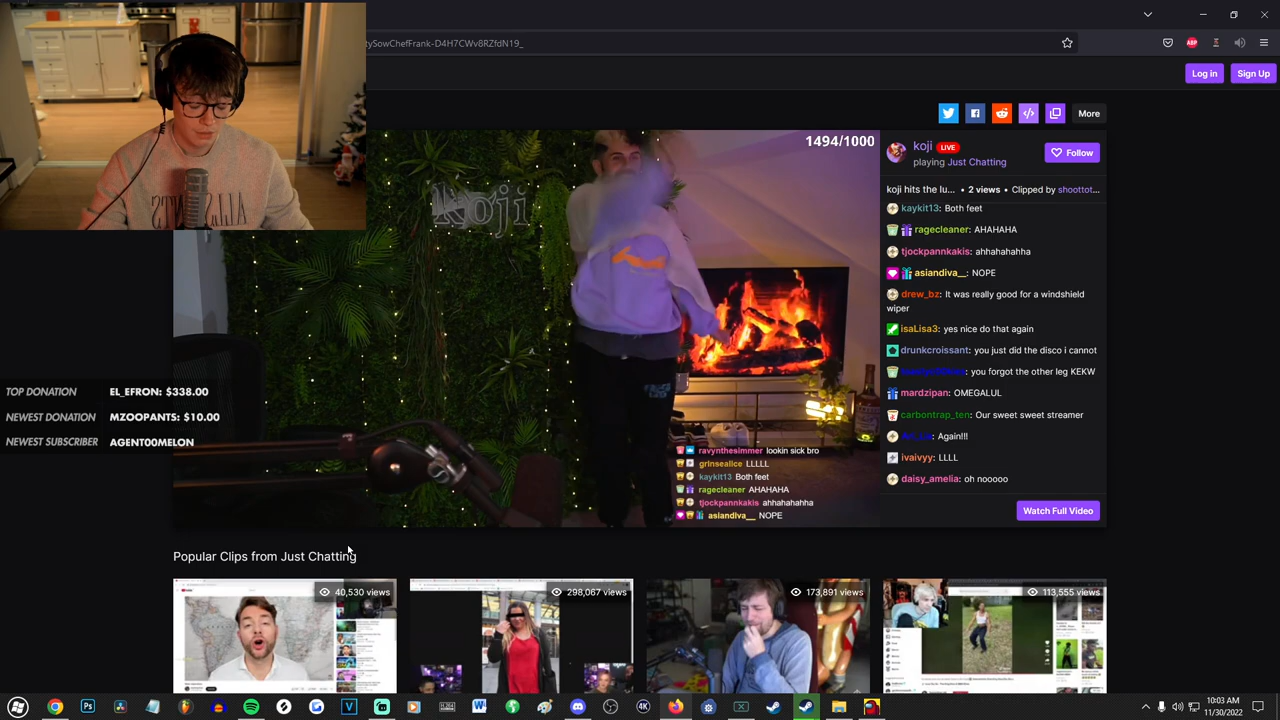 tySowChefFrank-D4H7CWwR8Z6tN19_
Log in
Sign Up
More
1494/1000
koji
koji LIVE
playing Just Chatting
Follow
koji hits the lu... • 2 views • Clipped by shoottot...
kaykit13: Both feet
ragecleaner: AHAHAHA
tjockpannkakis: ahhahahahha
asiandiva__: NOPE
drew_bz: It was really good for a windshield
wiper
isaLisa3: yes nice do that again
drunkcroissant: you just did the disco i cannot
: you forgot the other leg KEKW
mardzipan: OMEGALUL
carbontrap_ten: Our sweet sweet streamer
: Again!!!
ivaivyy: LLLL
daisy_amelia: oh nooooo
Watch Full Video
TOP DONATION EL_EFRON: $338.00
NEWEST DONATION MZOOPANTS: $10.00
NEWEST SUBSCRIBER AGENT00MELON
ravynthesimmer lookin sick bro
grinsealice LLLLL
kaykit13 Both feet
ragecleaner AHAHAHA
tjockpannkakis ahhahahahha
asiandiva__ NOPE
Popular Clips from Just Chatting
40,530 views
298,067 views
173,891 views
113,555 views
10:03 AM
11/30/2022